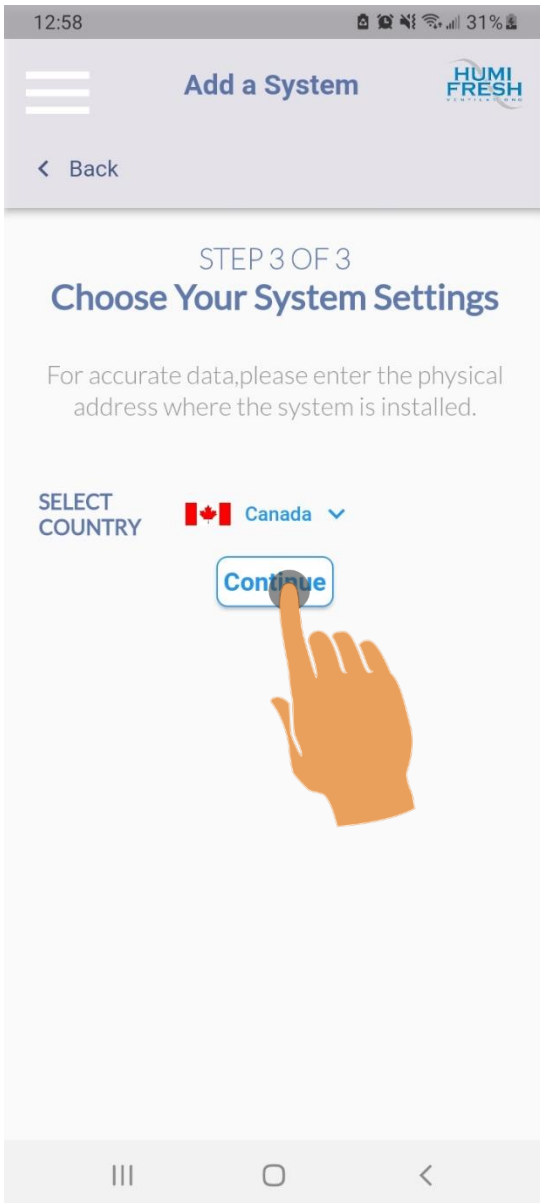 12:58
31%
Add a System
HUMI
FRESH
Back
STEP 3 OF 3
Choose Your System Settings
For accurate data,please enter the physical
address where the system is installed.
SELECT
COUNTRY
Canada
Continue